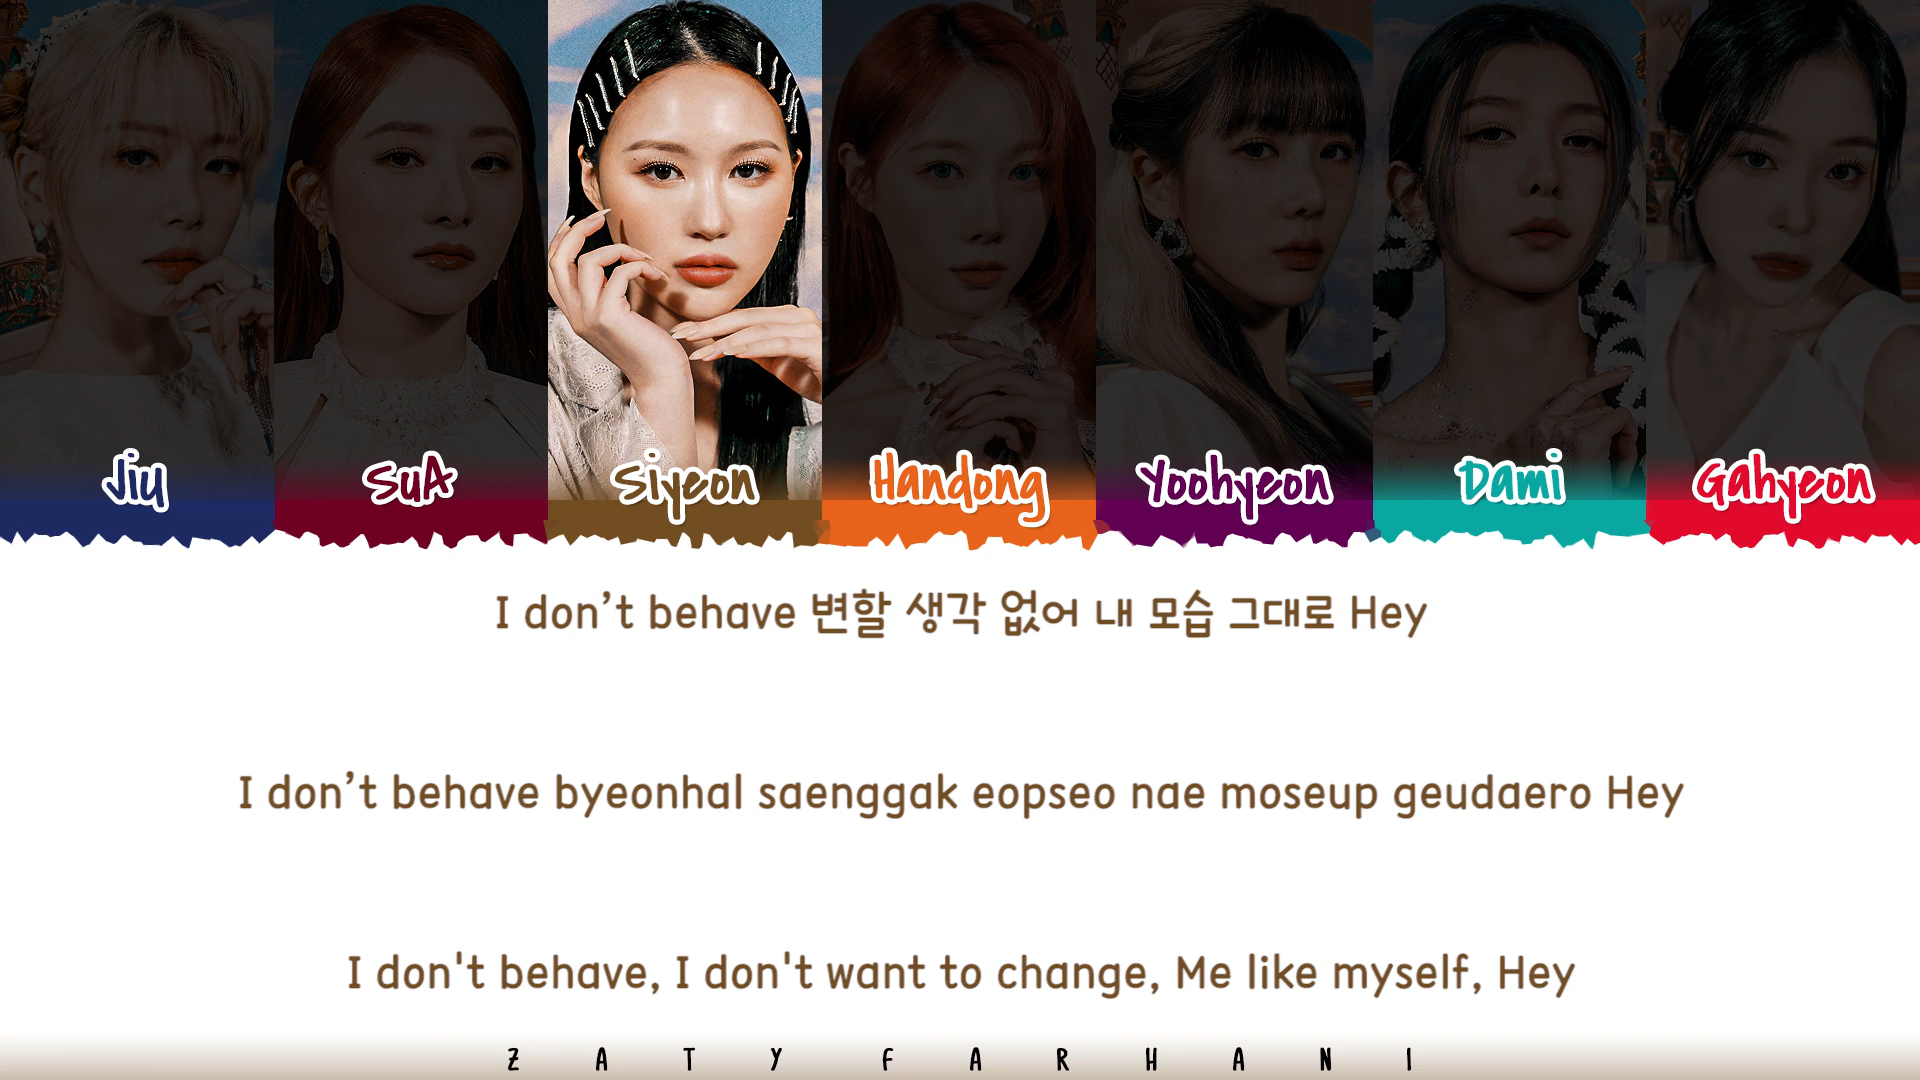 Jiu SuA Siyeon Handong Yoohyeon Dami Gahyeon
I don’t behave 변할 생각 없어 내 모습 그대로 Hey
I don’t behave byeonhal saenggak eopseo nae moseup geudaero Hey
I don't behave, I don't want to change, Me like myself, Hey
ZATY FARHANI